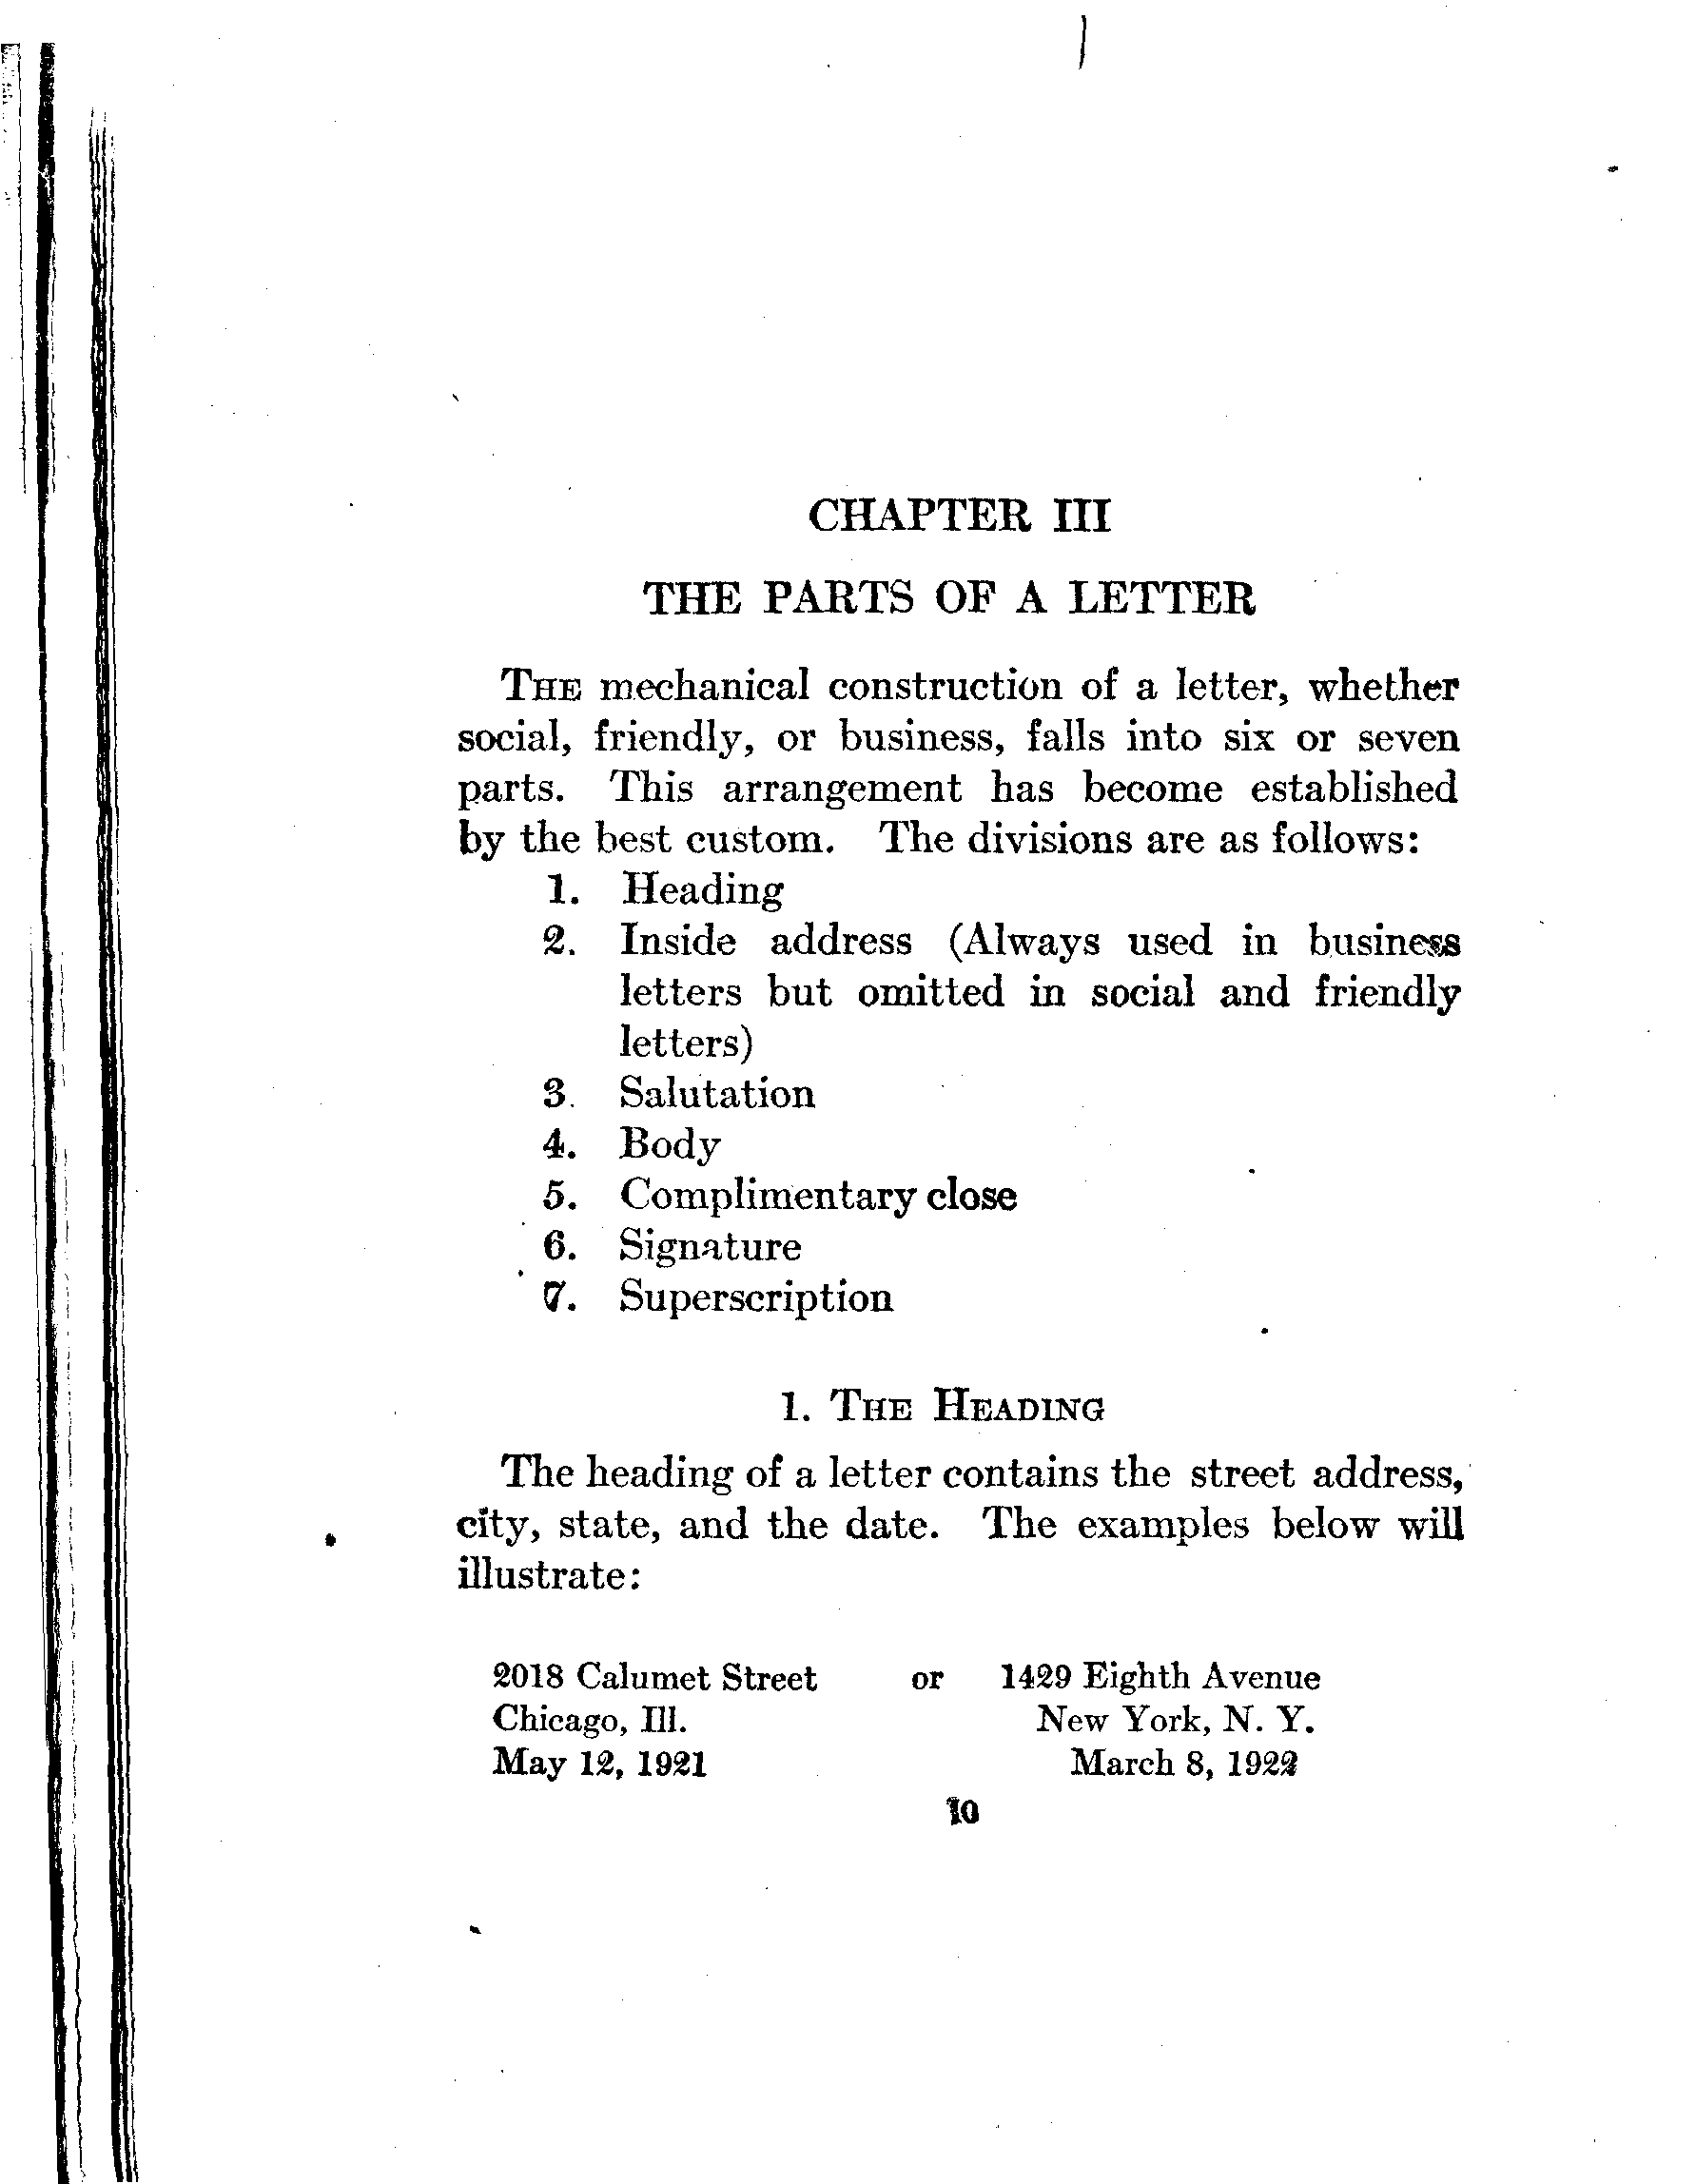 CHAPTER III
THE PARTS OF A LETTER
THE mechanical construction of a letter, whether
social, friendly, or business, falls into six or seven
parts. This arrangement has become established
by the best custom. The divisions are as follows:
1. Heading
2. Inside address (Always used in business
letters but omitted in social and friendly
letters)
3. Salutation
4. Body
5. Complimentary close
6. Signature
7. Superscription
1. THE HEADING
The heading of a letter contains the street address,
city, state, and the date. The examples below will
illustrate:
2018 Calumet Street or 1429 Eighth Avenue
Chicago, Ill. New York, N. Y.
May 12, 1921 March 8, 1922
10